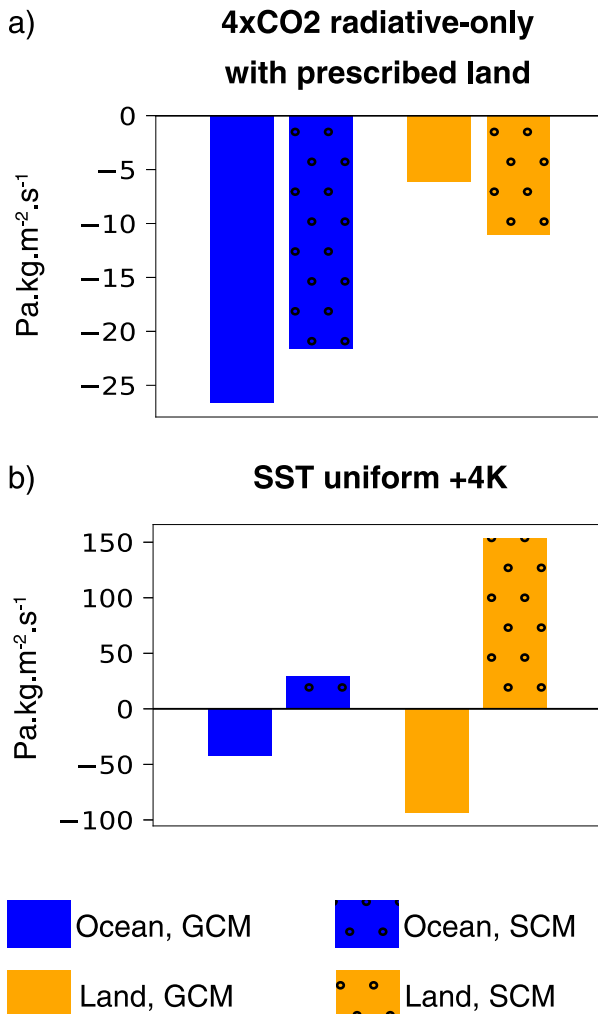 a)
4xCO2 radiative-only
with prescribed land
0
−5
−10
−15
−20
−25
Pa.kg.m⁻².s⁻¹
b)
SST uniform +4K
150
100
50
0
−50
−100
Pa.kg.m⁻².s⁻¹
Ocean, GCM
Ocean, SCM
Land, GCM
Land, SCM